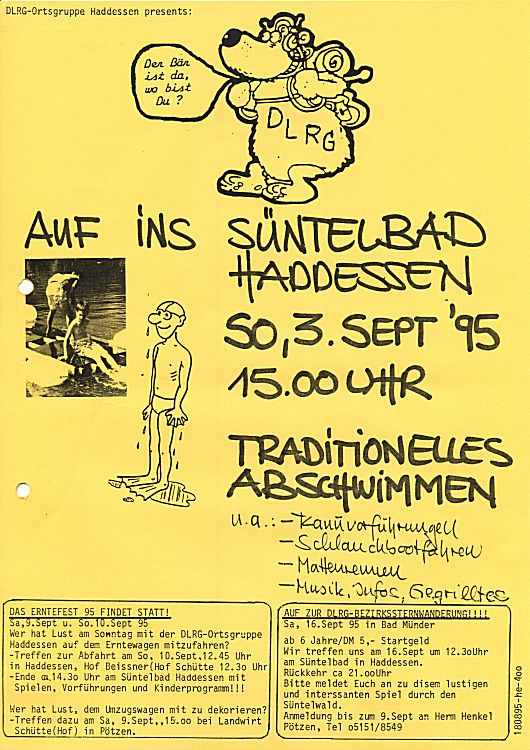 DLRG-Ortsgruppe Haddessen presents:
Der Bär
ist da,
wo bist
Du ?
DLRG
AUF INS SÜNTELBAD
HADDESSEN
SO, 3. SEPT '95
15.00 UHR
TRADITIONELLES
ABSCHWIMMEN
u.a.: - Kanuvorführungen
- Schlauchbootfahren
- Mattenrennen
- Musik, Infos, Gegrilltes
DAS ERNTEFEST 95 FINDET STATT!
Sa,9.Sept u. So.10.Sept 95
Wer hat Lust am Sonntag mit der DLRG-Ortsgruppe
Haddessen auf dem Erntewagen mitzufahren?
-Treffen zur Abfahrt am So. 10.Sept.12.45 Uhr
in Haddessen, Hof Beissner(Hof Schütte 12.30 Uhr
-Ende ca.14.3o Uhr am Süntelbad Haddessen mit
Spielen, Vorführungen und Kinderprogramm!!!
Wer hat Lust, dem Umzugswagen mit zu dekorieren?
-Treffen dazu am Sa, 9.Sept.,15.oo bei Landwirt
Schütte(Hof) in Pötzen.
AUF ZUR DLRG-BEZIRKSSTERNWANDERUNG!!!!
Sa, 16.Sept 95 in Bad Münder
ab 6 Jahre/DM 5,- Startgeld
Wir treffen uns am 16.Sept um 12.3oUhr
am Süntelbad in Haddessen.
Rückkehr ca 21.ooUhr
Bitte meldet Euch an zu disem lustigen
und interssanten Spiel durch den
Süntelwald.
Anmeldung bis zum 9.Sept an Herm Henkel
Pötzen, Tel o5151/8549
180895-he-4oo